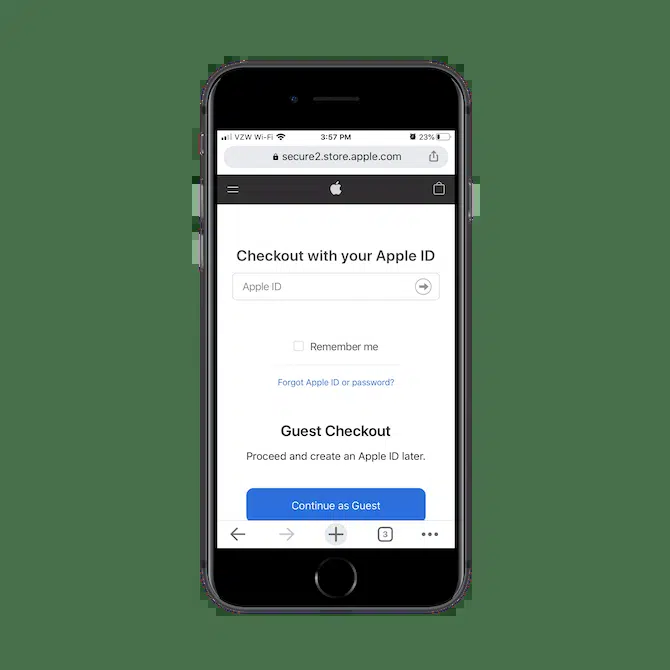 VZW Wi-Fi 3:57 PM 23%
secure2.store.apple.com
Checkout with your Apple ID
Apple ID
Remember me
Forgot Apple ID or password?
Guest Checkout
Proceed and create an Apple ID later.
Continue as Guest
3